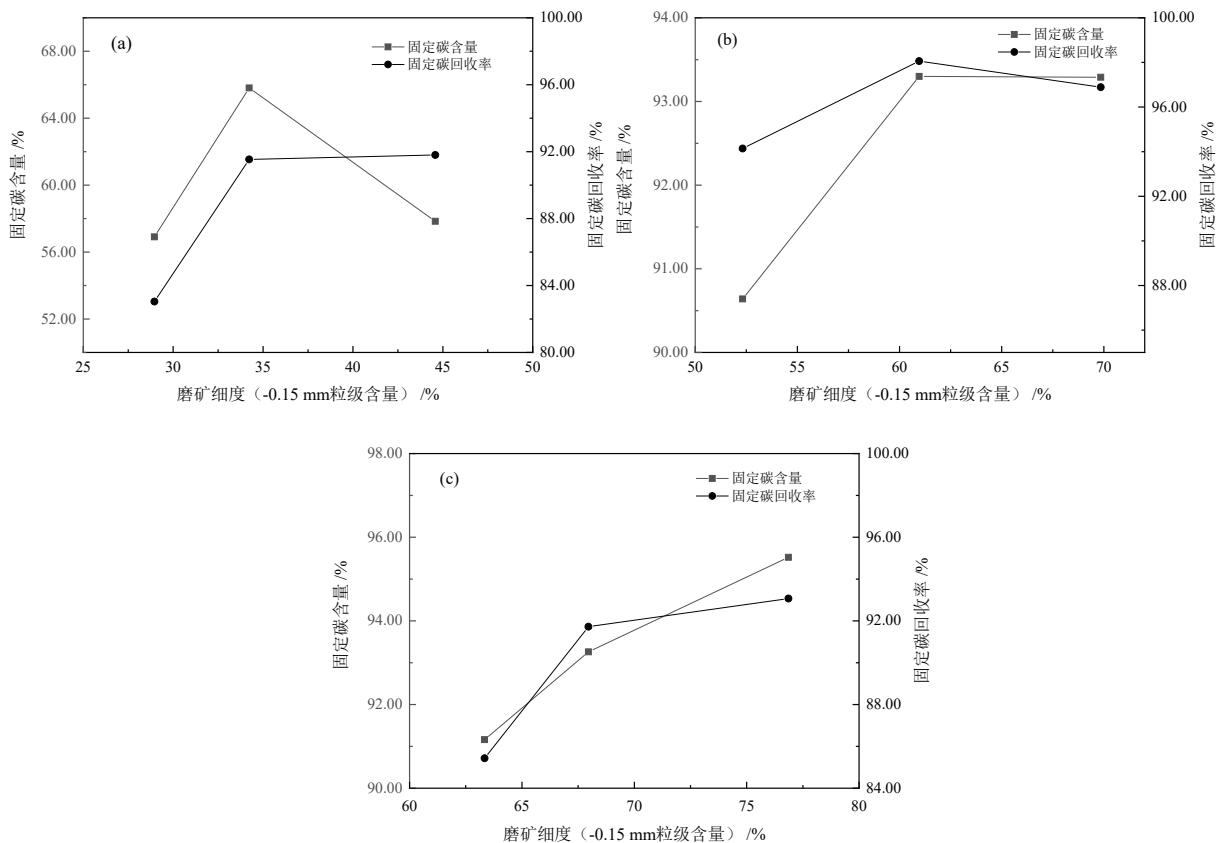 (a)
固定碳含量
固定碳回收率
68.00
64.00
60.00
56.00
52.00
固定碳含量 /%
100.00
96.00
92.00
88.00
84.00
80.00
固定碳回收率 /%
25 30 35 40 45 50
磨矿细度（-0.15 mm粒级含量） /%
(b)
固定碳回收率
固定碳含量
94.00
93.00
92.00
91.00
90.00
固定碳含量 /%
100.00
96.00
92.00
88.00
固定碳回收率 /%
50 55 60 65 70
磨矿细度（-0.15 mm粒级含量） /%
(c)
固定碳含量
固定碳回收率
98.00
96.00
94.00
92.00
90.00
固定碳含量 /%
100.00
96.00
92.00
88.00
84.00
固定碳回收率 /%
60 65 70 75 80
磨矿细度（-0.15 mm粒级含量） /%